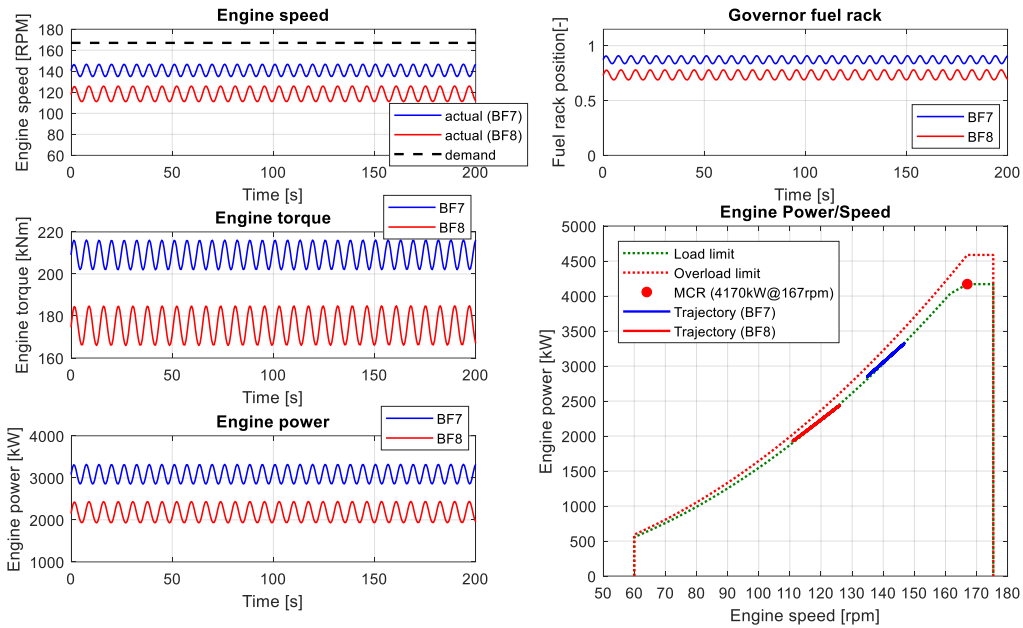 Engine speed
Engine speed [RPM]
180
160
140
120
100
80
60
0
50
100
150
200
Time [s]
actual (BF7)
actual (BF8)
demand
Governor fuel rack
Fuel rack position[-]
1
0.5
0
0
50
100
150
200
Time [s]
BF7
BF8
Engine torque
Engine torque [kNm]
220
200
180
160
0
50
100
150
200
Time [s]
BF7
BF8
Engine power
Engine power [kW]
4000
3000
2000
1000
0
50
100
150
200
Time [s]
BF7
BF8
Engine Power/Speed
Engine power [kW]
5000
4500
4000
3500
3000
2500
2000
1500
1000
500
0
50 60 70 80 90 100 110 120 130 140 150 160 170 180
Engine speed [rpm]
Load limit
Overload limit
MCR (4170kW@167rpm)
Trajectory (BF7)
Trajectory (BF8)